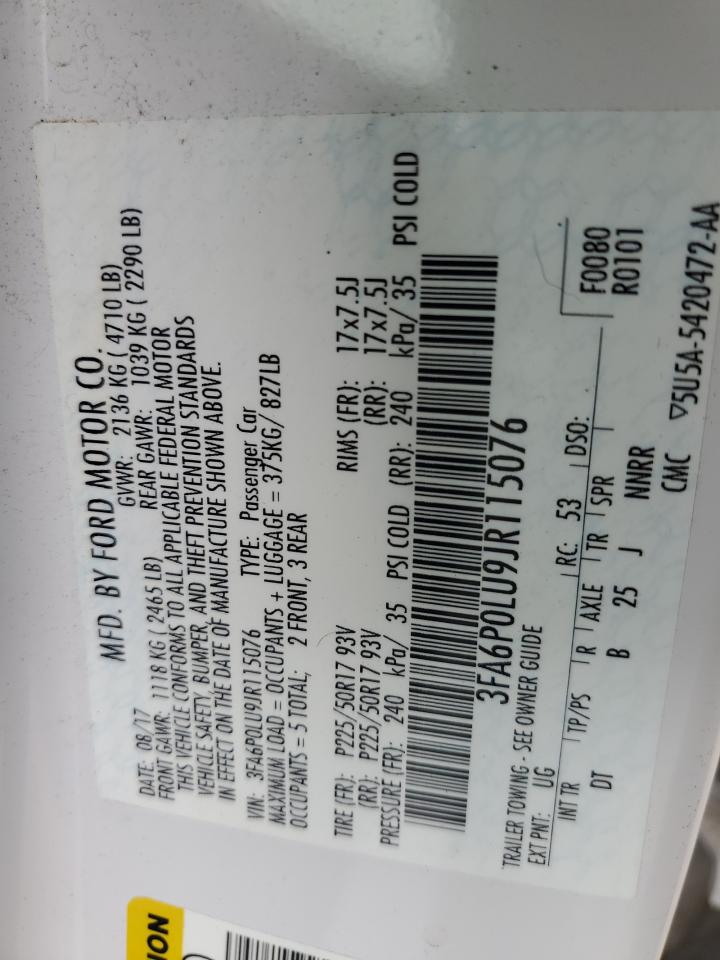 MFD. BY FORD MOTOR CO.
DATE: 08/17 GVWR: 2136 KG ( 4710 LB)
FRONT GAWR: 1118 KG ( 2465 LB) REAR GAWR: 1039 KG ( 2290 LB)
THIS VEHICLE CONFORMS TO ALL APPLICABLE FEDERAL MOTOR
VEHICLE SAFETY, BUMPER, AND THEFT PREVENTION STANDARDS
IN EFFECT ON THE DATE OF MANUFACTURE SHOWN ABOVE.
VIN: 3FA6P0LU9JR115076 TYPE: Passenger Car
MAXIMUM LOAD = OCCUPANTS + LUGGAGE = 375KG/ 827LB
OCCUPANTS = 5 TOTAL; 2 FRONT, 3 REAR
TIRE (FR): P225/50R17 93V RIMS (FR): 17x7.5J
(RR): P225/50R17 93V (RR): 17x7.5J
PRESSURE (FR): 240 kPa/ 35 PSI COLD (RR): 240 kPa/ 35 PSI COLD
3FA6P0LU9JR115076
TRAILER TOWING - SEE OWNER GUIDE
EXT PNT: UG RC: 53 DSO:
INT TR TP/PS R AXLE TR SPR
F0080
DT B 25 J NNRR
R0101
CMC ▽5U5A-5420472-AA
ION